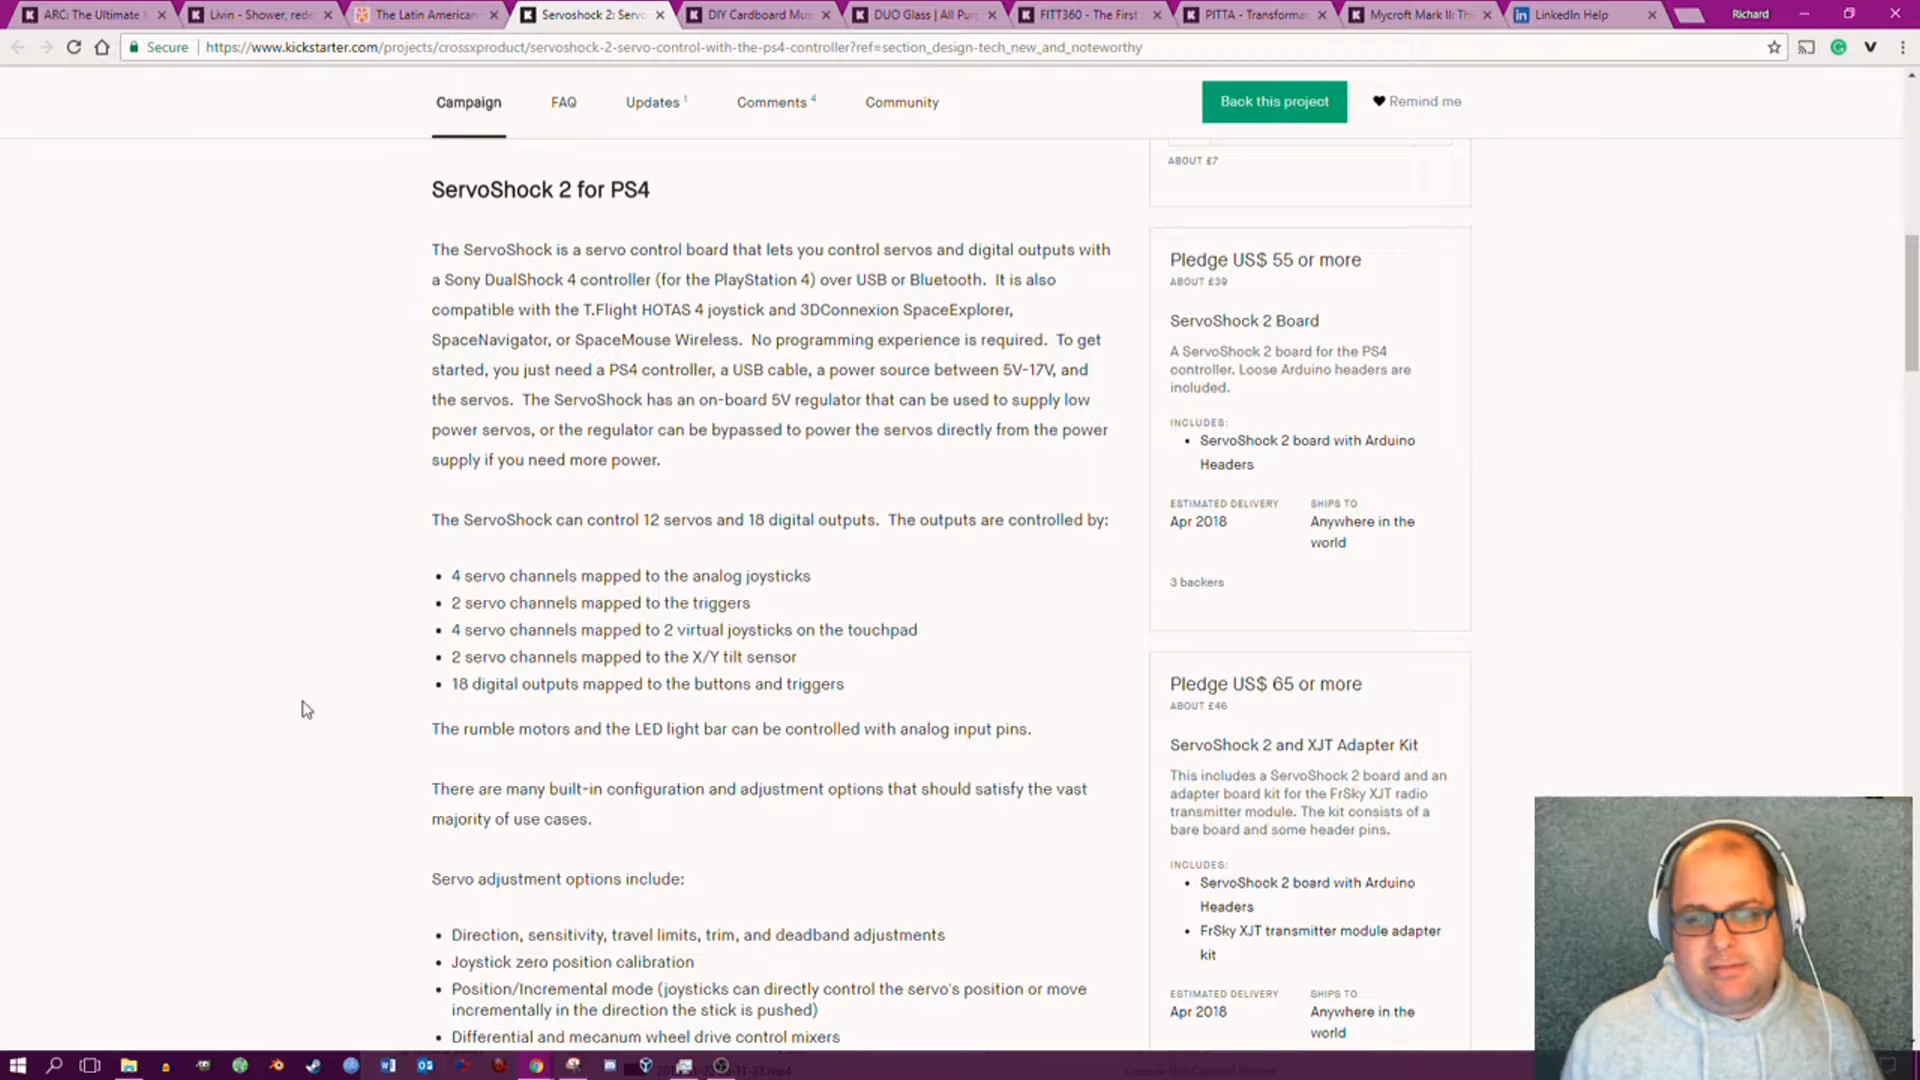 ARC: The Ultimate
Livin - Shower, rede
The Latin American
Servoshock 2: Servo
DIY Cardboard Mus
DUO Glass | All Pur
FITT360 - The First
PITTA - Transforma
Mycroft Mark II: Th
LinkedIn Help
Richard
Secure
https://www.kickstarter.com/projects/crossxproduct/servoshock-2-servo-control-with-the-ps4-controller?ref=section_design-tech_new_and_noteworthy
Campaign
FAQ
Updates 1
Comments 4
Community
Back this project
Remind me
ServoShock 2 for PS4
The ServoShock is a servo control board that lets you control servos and digital outputs with
a Sony DualShock 4 controller (for the PlayStation 4) over USB or Bluetooth. It is also
compatible with the T.Flight HOTAS 4 joystick and 3DConnexion SpaceExplorer,
SpaceNavigator, or SpaceMouse Wireless. No programming experience is required. To get
started, you just need a PS4 controller, a USB cable, a power source between 5V-17V, and
the servos. The ServoShock has an on-board 5V regulator that can be used to supply low
power servos, or the regulator can be bypassed to power the servos directly from the power
supply if you need more power.
The ServoShock can control 12 servos and 18 digital outputs. The outputs are controlled by:
• 4 servo channels mapped to the analog joysticks
• 2 servo channels mapped to the triggers
• 4 servo channels mapped to 2 virtual joysticks on the touchpad
• 2 servo channels mapped to the X/Y tilt sensor
• 18 digital outputs mapped to the buttons and triggers
The rumble motors and the LED light bar can be controlled with analog input pins.
There are many built-in configuration and adjustment options that should satisfy the vast
majority of use cases.
Servo adjustment options include:
• Direction, sensitivity, travel limits, trim, and deadband adjustments
• Joystick zero position calibration
• Position/Incremental mode (joysticks can directly control the servo's position or move
incrementally in the direction the stick is pushed)
• Differential and mecanum wheel drive control mixers
ABOUT £7
Pledge US$ 55 or more
ABOUT £39
ServoShock 2 Board
A ServoShock 2 board for the PS4
controller. Loose Arduino headers are
included.
INCLUDES:
• ServoShock 2 board with Arduino
Headers
ESTIMATED DELIVERY
Apr 2018
SHIPS TO
Anywhere in the
world
3 backers
Pledge US$ 65 or more
ABOUT £46
ServoShock 2 and XJT Adapter Kit
This includes a ServoShock 2 board and an
adapter board kit for the FrSky XJT radio
transmitter module. The kit consists of a
bare board and some header pins.
INCLUDES:
• ServoShock 2 board with Arduino
Headers
• FrSky XJT transmitter module adapter
kit
ESTIMATED DELIVERY
Apr 2018
SHIPS TO
Anywhere in the
world